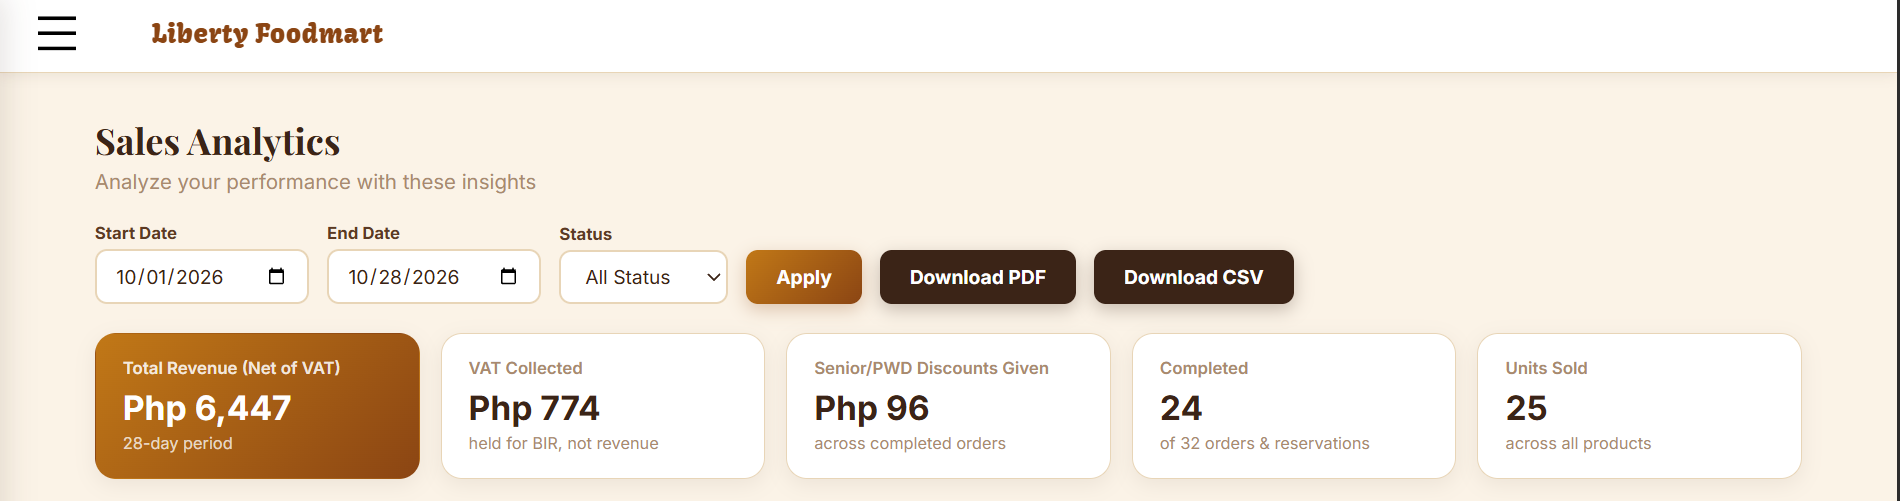 Liberty Foodmart
Sales Analytics
Analyze your performance with these insights
Start Date
End Date
Status
10/01/2026
10/28/2026
All Status
Apply
Download PDF
Download CSV
Total Revenue (Net of VAT)
Php 6,447
28-day period
VAT Collected
Php 774
held for BIR, not revenue
Senior/PWD Discounts Given
Php 96
across completed orders
Completed
24
of 32 orders & reservations
Units Sold
25
across all products